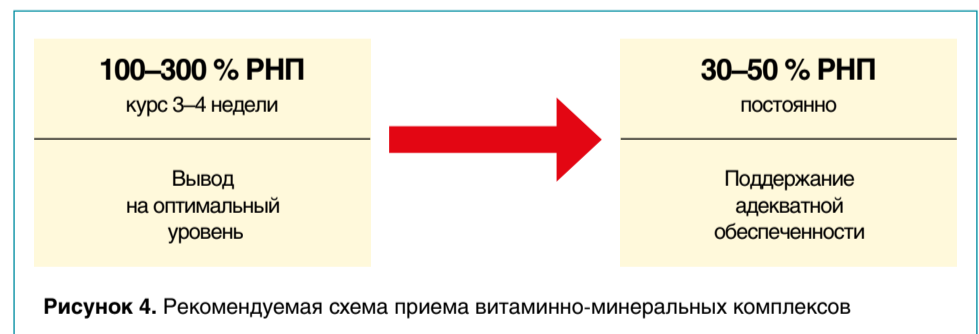 100–300 % РНП
курс 3–4 недели
Вывод
на оптимальный
уровень
30–50 % РНП
постоянно
Поддержание
адекватной
обеспеченности
Рисунок 4. Рекомендуемая схема приема витаминно-минеральных комплексов